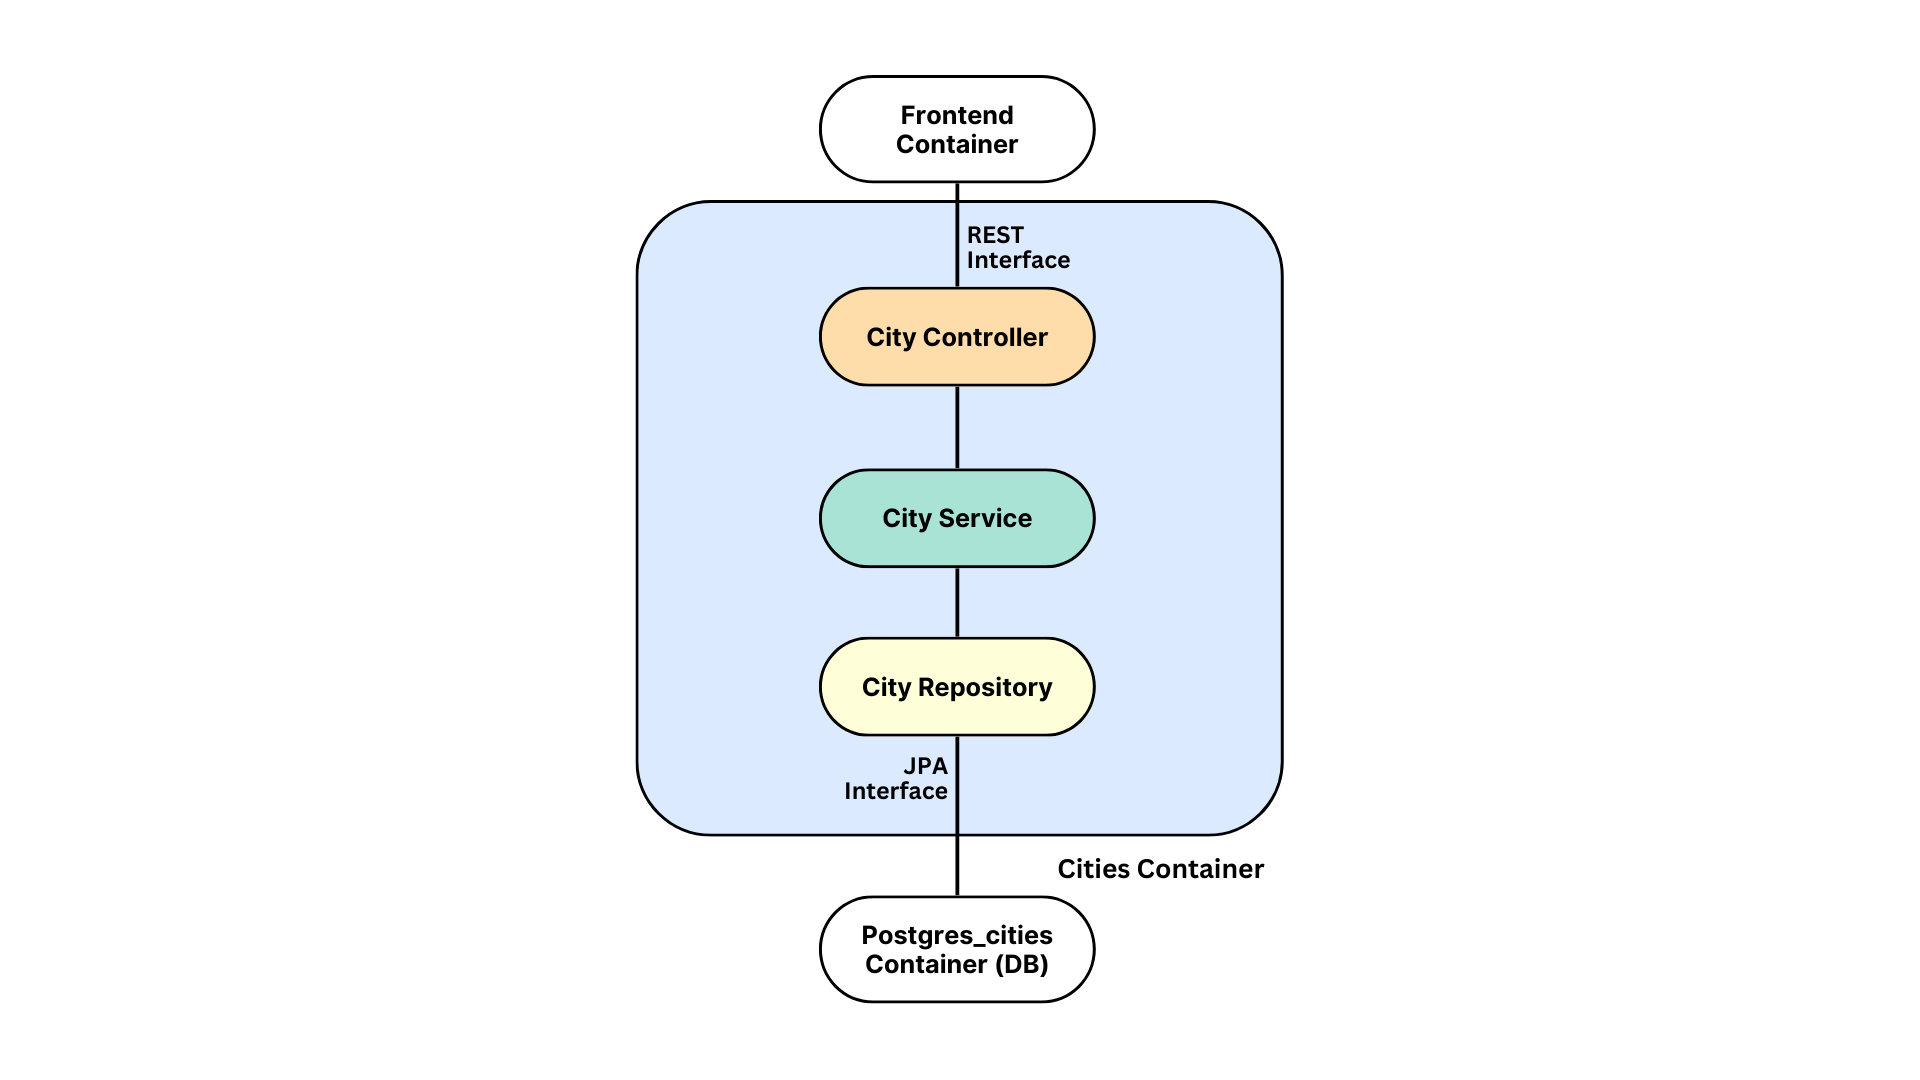 Frontend
Container
REST
Interface
City Controller
City Service
City Repository
JPA
Interface
Cities Container
Postgres_cities
Container (DB)